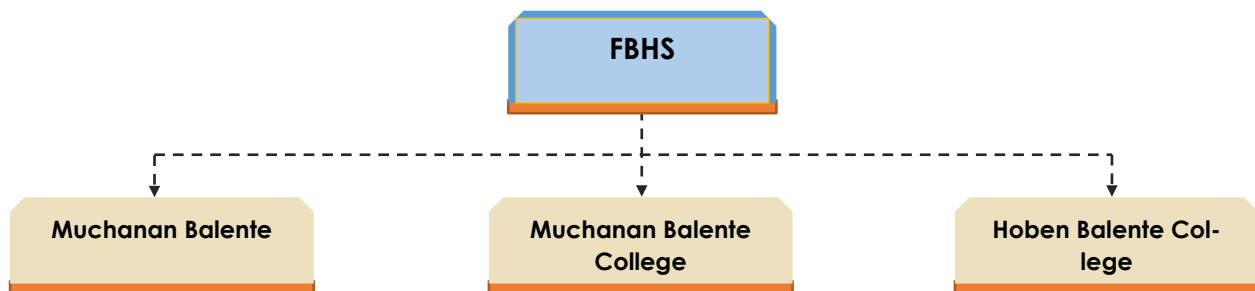 FBHS
Muchanan Balente
Muchanan Balente
College
Hoben Balente Col-
lege